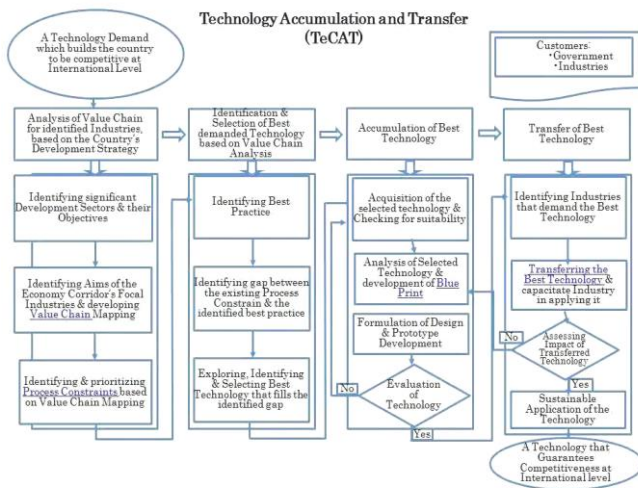 Technology Accumulation and Transfer
(TeCAT)
A Technology Demand
which builds the country
to be competitive at
International Level
Customers:
•Government
•Industries
Analysis of Value Chain
for identified Industries,
based on the Country's
Development Strategy
Identification &
Selection of Best
demanded Technology
based on Value Chain
Analysis
Accumulation of Best
Technology
Transfer of Best
Technology
Identifying significant
Development Sectors & their
Objectives
Identifying Aims of the
Economy Corridor's Focal
Industries & developing
Value Chain Mapping
Identifying & prioritizing
Process Constraints based
on Value Chain Mapping
Identifying Best
Practice
Identifying gap between
the existing Process
Constrain & the
identified best practice
Exploring, Identifying
& Selecting Best
Technology that fills the
identified gap
Acquisition of the
selected technology &
Checking for suitability
Analysis of Selected
Technology &
development of Blue
Print
Formulation of Design
& Prototype
Development
No
Evaluation
of
Technology
Yes
Identifying Industries
that demand the Best
Technology
Transferring the
Best Technology &
capacitate Industry
in applying it
No
Assessing
Impact of
Transferred
Technology
Yes
Sustainable
Application of the
Technology
A Technology that
Guarantees
Competitiveness at
International level